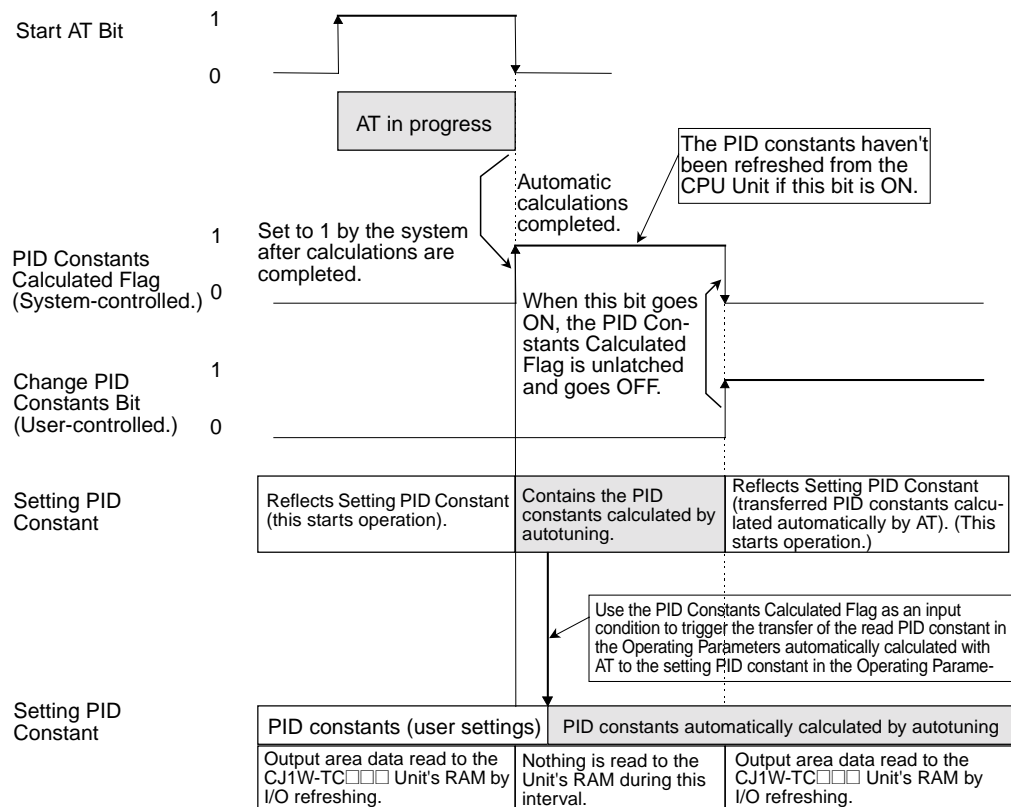 Start AT Bit
1
0
AT in progress
The PID constants haven't
been refreshed from the
CPU Unit if this bit is ON.
Automatic
calculations
completed.
Set to 1 by the system
after calculations are
completed.
PID Constants
Calculated Flag
(System-controlled.)
1
0
When this bit goes
ON, the PID Con-
stants Calculated
Flag is unlatched
and goes OFF.
Change PID
Constants Bit
(User-controlled.)
1
0
Setting PID
Constant
Reflects Setting PID Constant
(this starts operation).
Contains the PID
constants calculated by
autotuning.
Reflects Setting PID Constant
(transferred PID constants calcu-
lated automatically by AT). (This
starts operation.)
Use the PID Constants Calculated Flag as an input
condition to trigger the transfer of the read PID constant in
the Operating Parameters automatically calculated with
AT to the setting PID constant in the Operating Parame-
Setting PID
Constant
PID constants (user settings)
PID constants automatically calculated by autotuning
Output area data read to the
CJ1W-TC□□□ Unit's RAM by
I/O refreshing.
Nothing is read to the
Unit's RAM during this
interval.
Output area data read to the
CJ1W-TC□□□ Unit's RAM by
I/O refreshing.